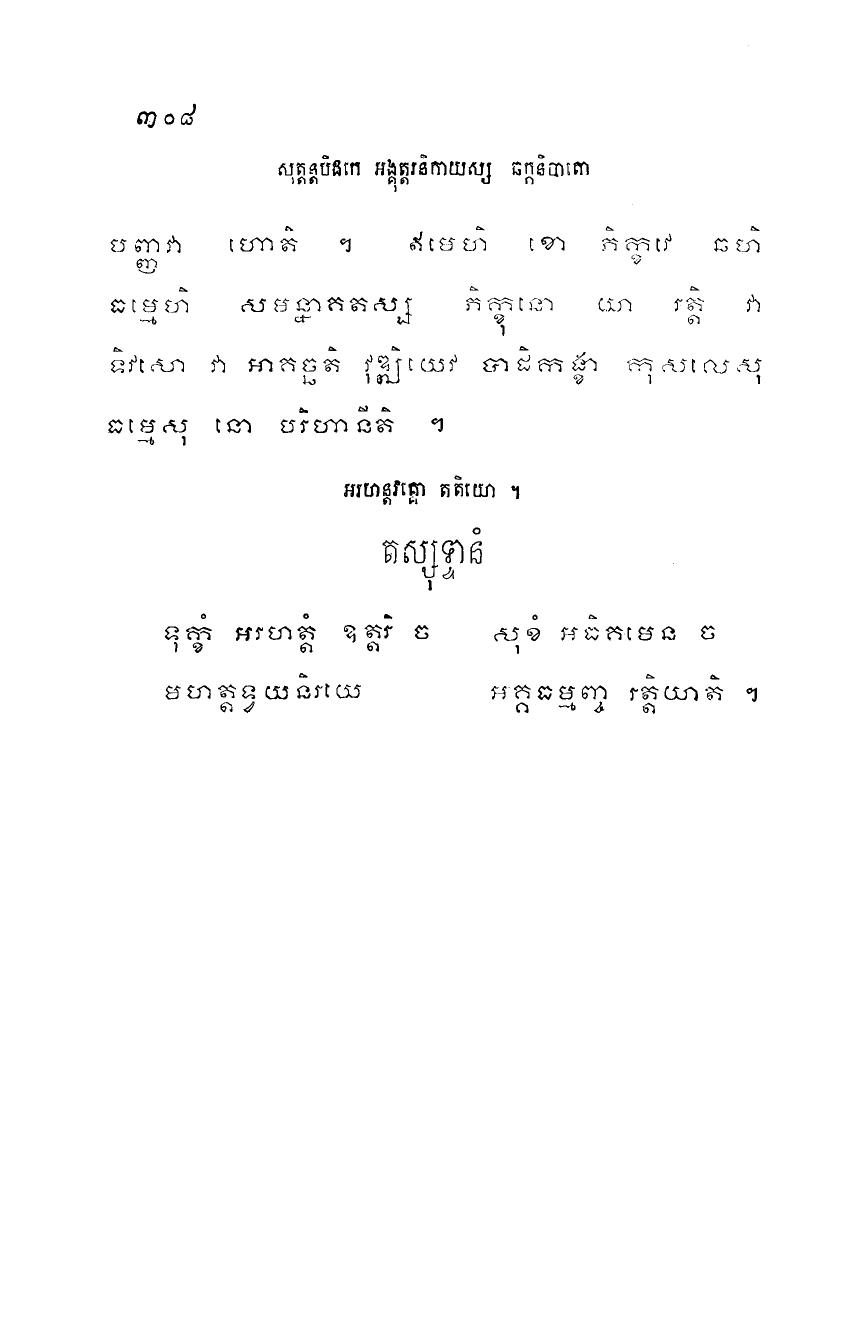 ៣០៨
សុត្តន្តបិដកេ អង្គុត្តរនិកាយស្ស ឆក្កនិបាតោ
បញ្ញវា ហោតិ ៗ ឥមេហិ ខោ ភិក្ខវេ ឆហិ
ធម្មេហិ សមន្នាគតស្ស ភិក្ខុនោ យា រត្តិ វា
ទិវសោ វា អាគច្ឆតិ វុឌ្ឍិយេវ បាដិកង្ខា កុសលេសុ
ធម្មេសុ នោ បរិហានីតិ ៗ
អរហន្តវគ្គោ តតិយោ ។
តស្សុទ្ទានំ
ទុក្ខំ អរហត្តំ ឧត្តរិ ច សុខំ អធិគមេន ច
មហត្តទ្វយនិរយេ អគ្គធម្មញ្ច រត្តិយាតិ ៗ